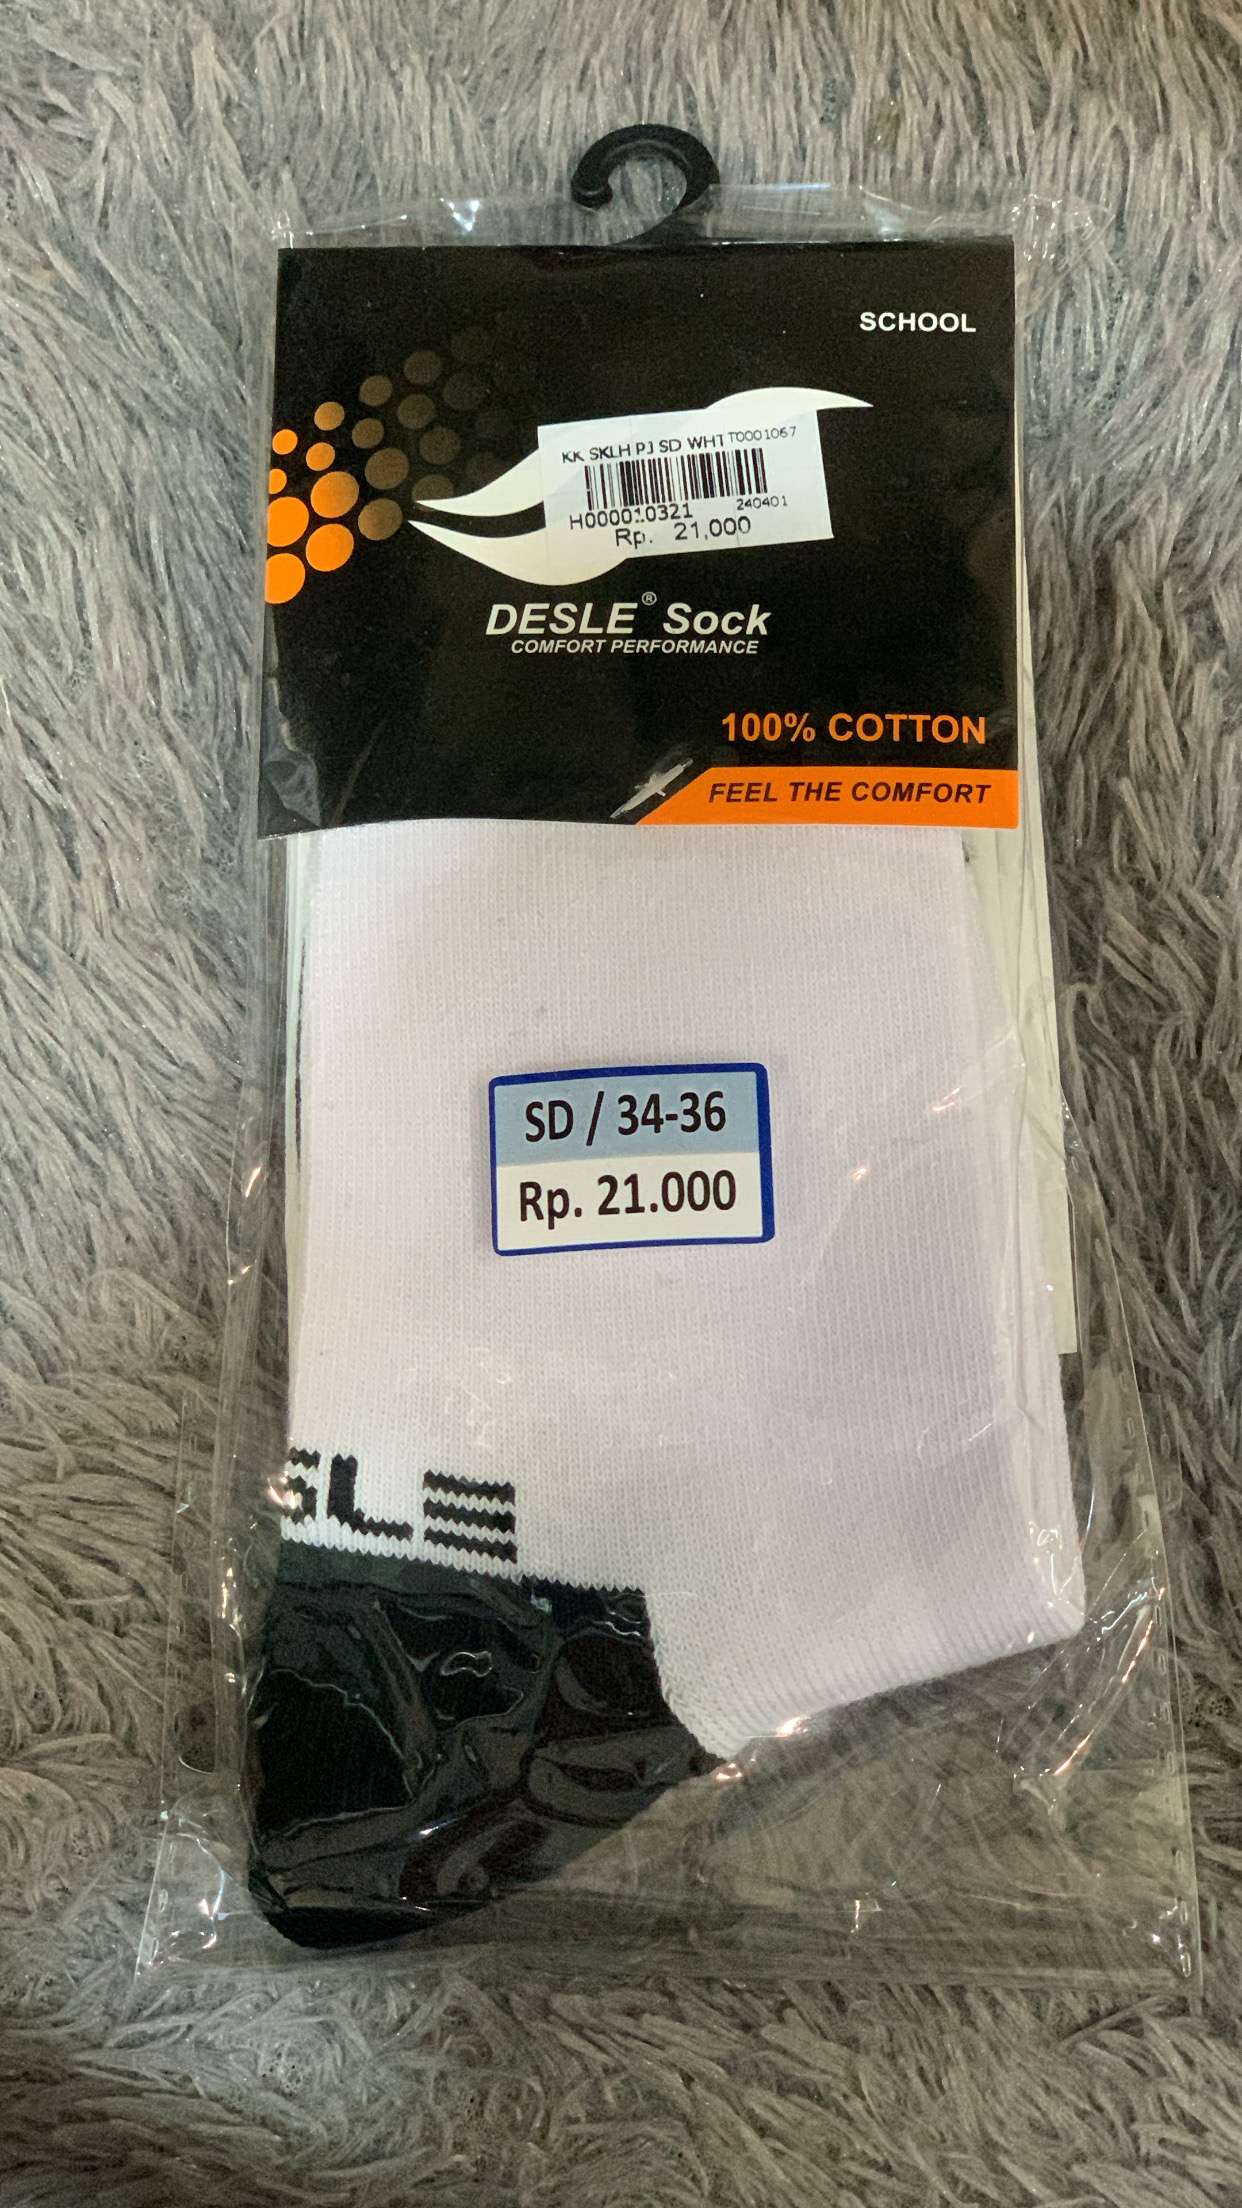 SCHOOL
KK SKLH PJ SD WHT T0001067
H000010321 240401
Rp. 21,000
DESLE® Sock
COMFORT PERFORMANCE
100% COTTON
FEEL THE COMFORT
SD / 34-36
Rp. 21.000
SLE